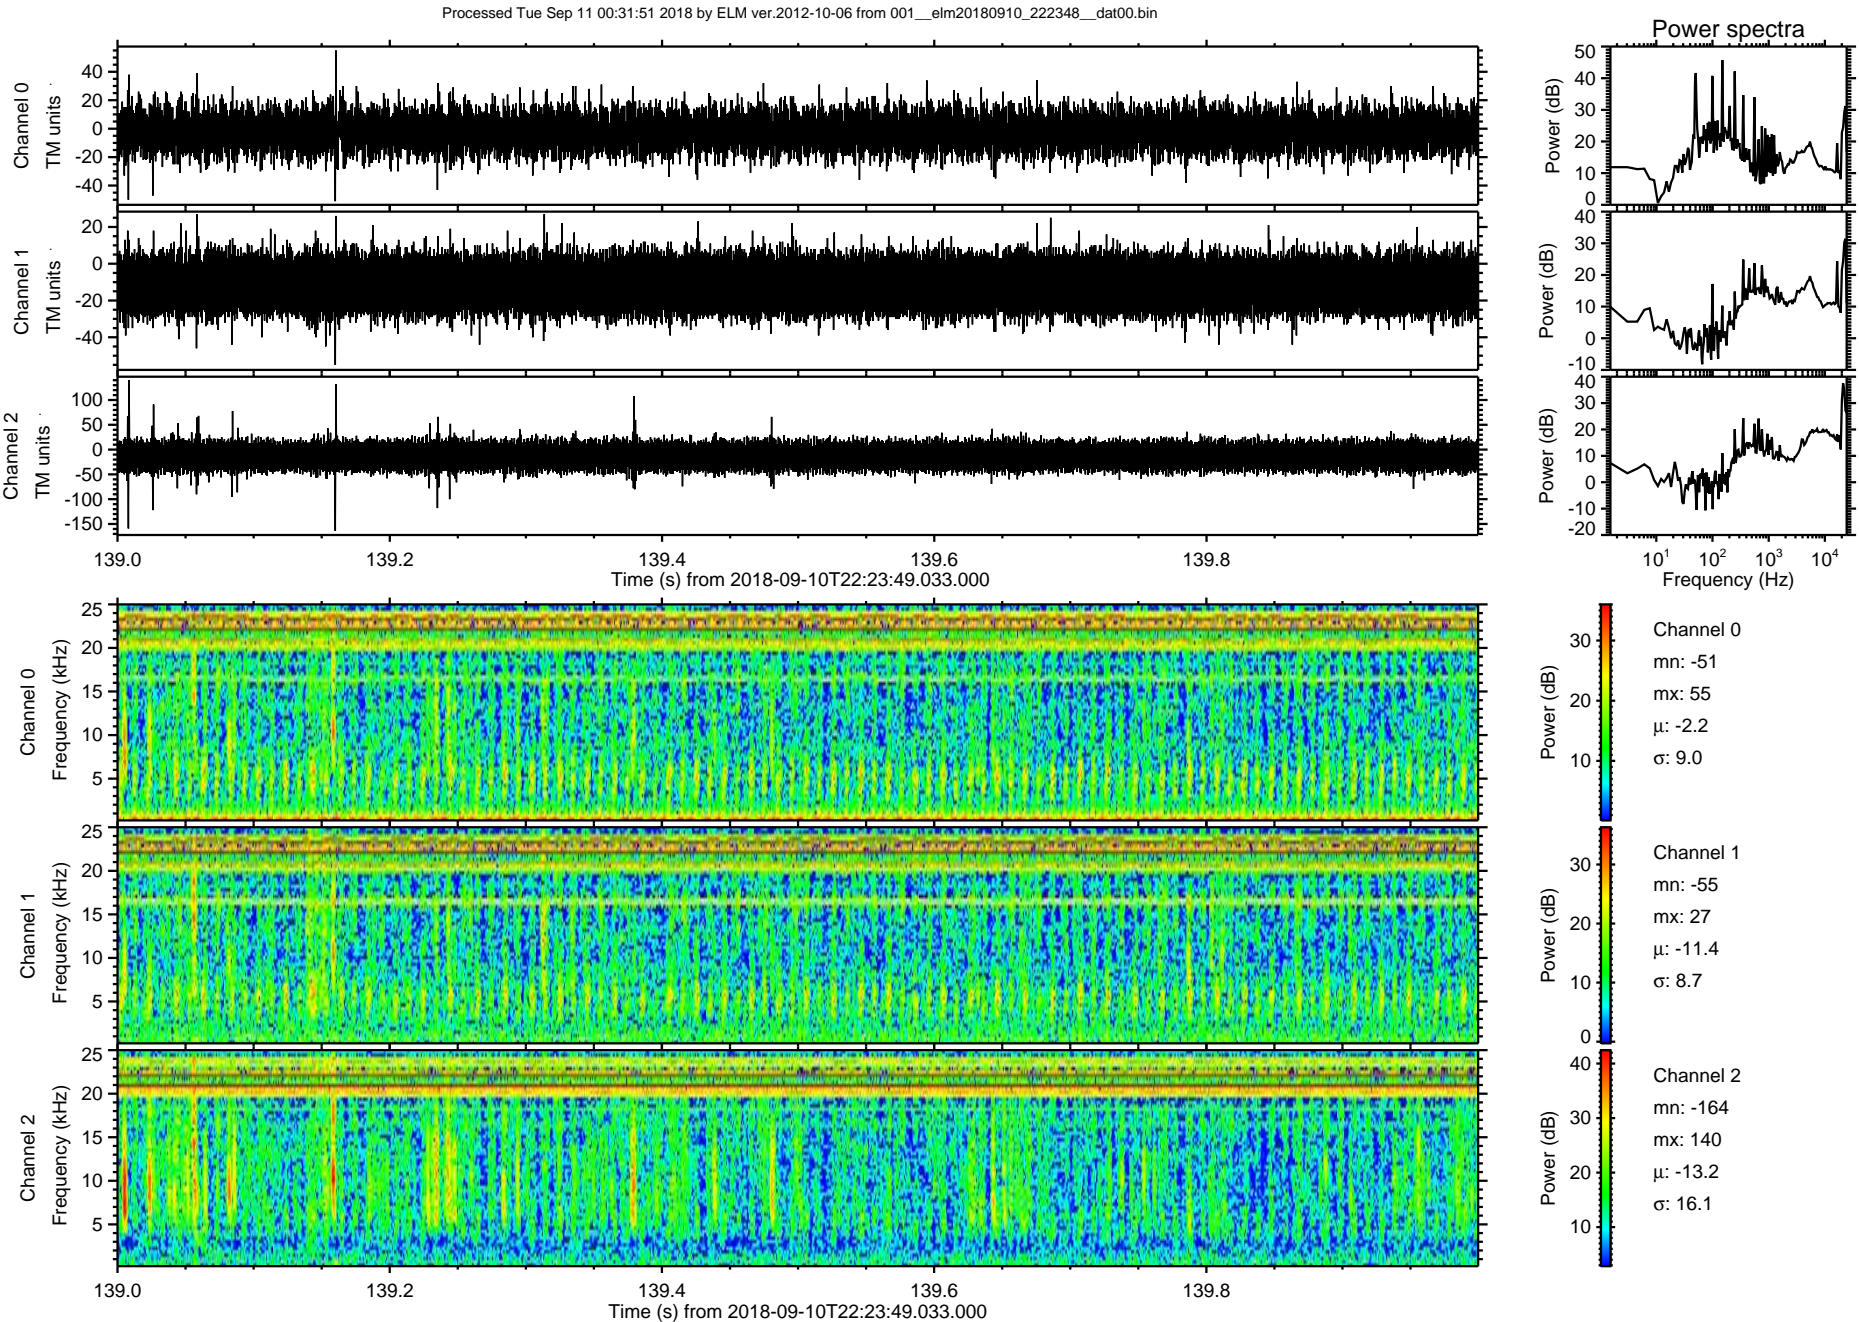 Processed Tue Sep 11 00:31:51 2018 by ELM ver.2012-10-06 from 001__elm20180910_222348__dat00.bin
Power spectra
Channel 0
TM units
40
20
0
-20
-40
Power (dB)
50
40
30
20
10
0
Channel 1
TM units
20
0
-20
-40
Power (dB)
40
30
20
10
0
-10
Channel 2
TM units
100
50
0
-50
-100
-150
Power (dB)
40
30
20
10
0
-10
-20
139.0 139.2 139.4 139.6 139.8
Time (s) from 2018-09-10T22:23:49.033.000
10¹ 10² 10³ 10⁴
Frequency (Hz)
Channel 0
Frequency (kHz)
25
20
15
10
5
Power (dB)
30
20
10
Channel 0
mn: -51
mx: 55
μ: -2.2
σ: 9.0
Channel 1
Frequency (kHz)
25
20
15
10
5
Power (dB)
30
20
10
0
Channel 1
mn: -55
mx: 27
μ: -11.4
σ: 8.7
Channel 2
Frequency (kHz)
25
20
15
10
5
Power (dB)
40
30
20
10
Channel 2
mn: -164
mx: 140
μ: -13.2
σ: 16.1
139.0 139.2 139.4 139.6 139.8
Time (s) from 2018-09-10T22:23:49.033.000